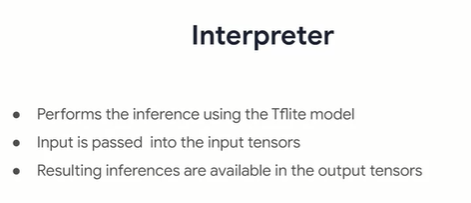 Interpreter
● Performs the inference using the Tflite model
● Input is passed into the input tensors
● Resulting inferences are available in the output tensors